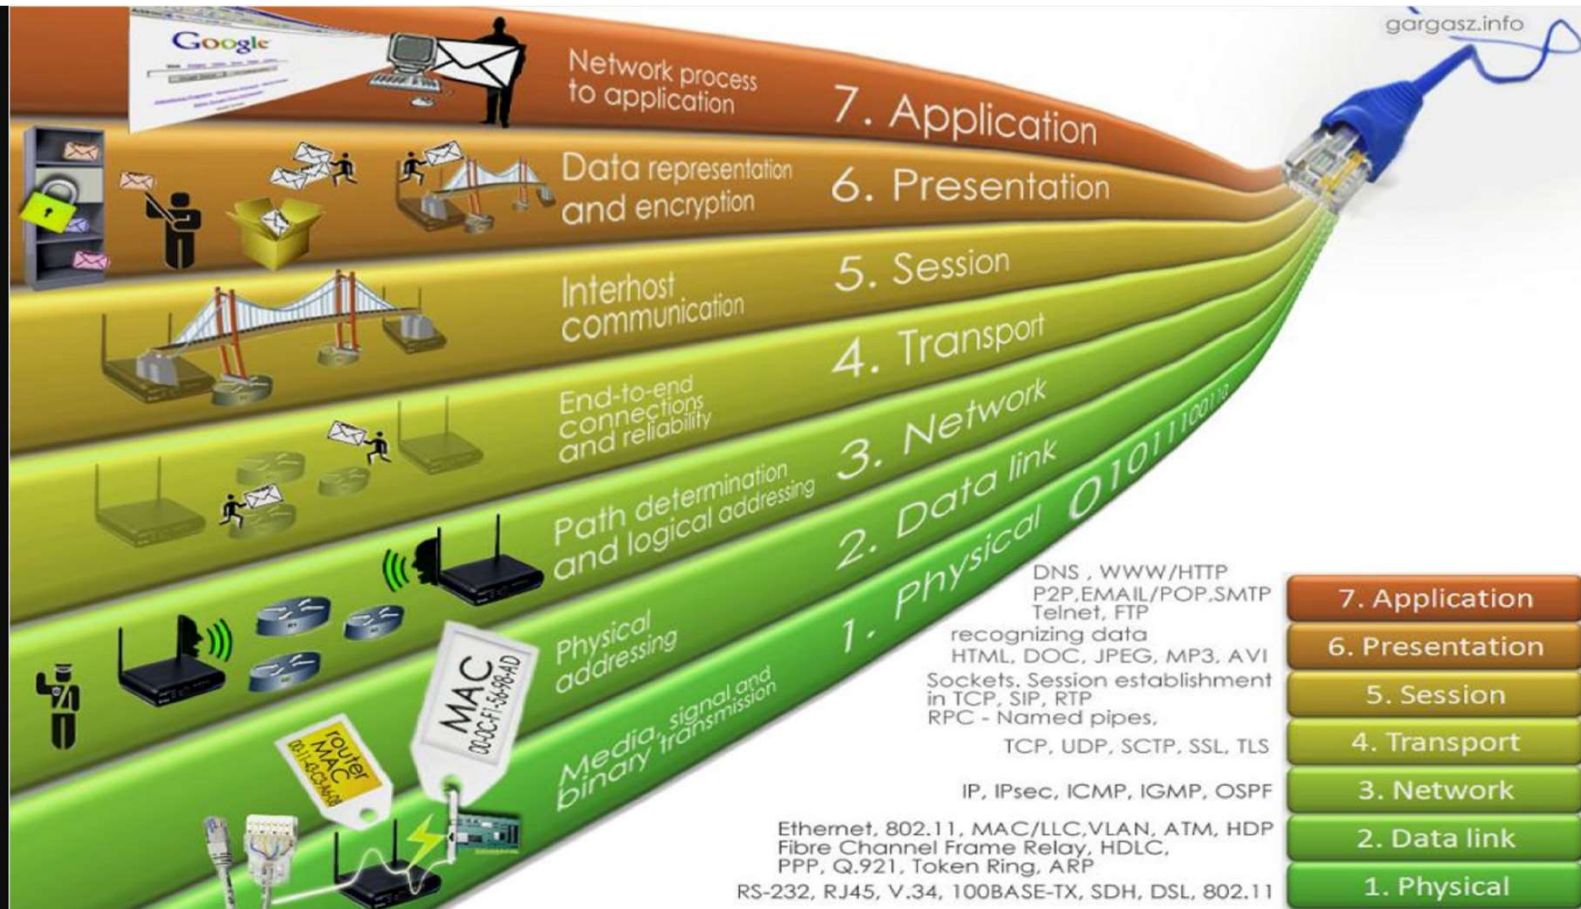 gargasz.info
Google
Network process
to application
7. Application
Data representation
and encryption
6. Presentation
Interhost
communication
5. Session
End-to-end
connections
and reliability
4. Transport
Path determination
and logical addressing
3. Network
Physical
addressing
2. Data link
Media, signal and
binary transmission
1. Physical
MAC
router
MAC
DNS , WWW/HTTP
P2P,EMAIL/POP,SMTP
Telnet, FTP
7. Application
recognizing data
HTML, DOC, JPEG, MP3, AVI
6. Presentation
Sockets. Session establishment
in TCP, SIP, RTP
RPC - Named pipes,
5. Session
TCP, UDP, SCTP, SSL, TLS
4. Transport
IP, IPsec, ICMP, IGMP, OSPF
3. Network
Ethernet, 802.11, MAC/LLC,VLAN, ATM, HDP
Fibre Channel Frame Relay, HDLC,
PPP, Q.921, Token Ring, ARP
2. Data link
RS-232, RJ45, V.34, 100BASE-TX, SDH, DSL, 802.11
1. Physical